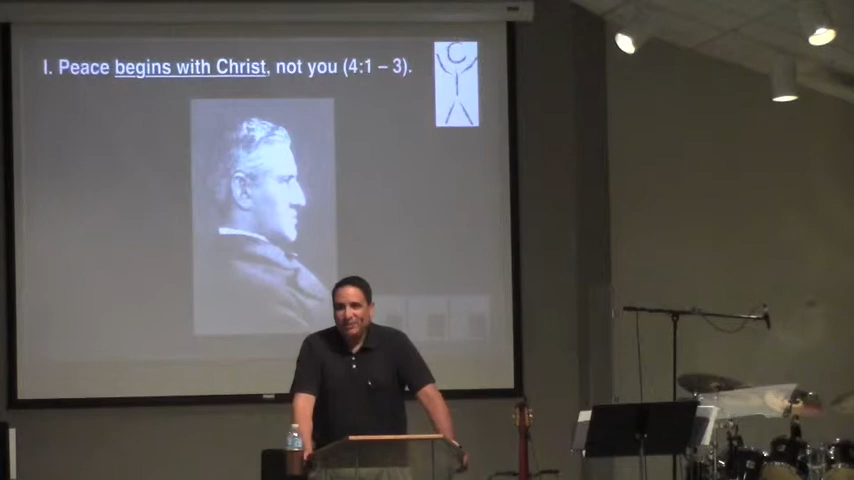 I. Peace begins with Christ, not you (4:1 – 3).